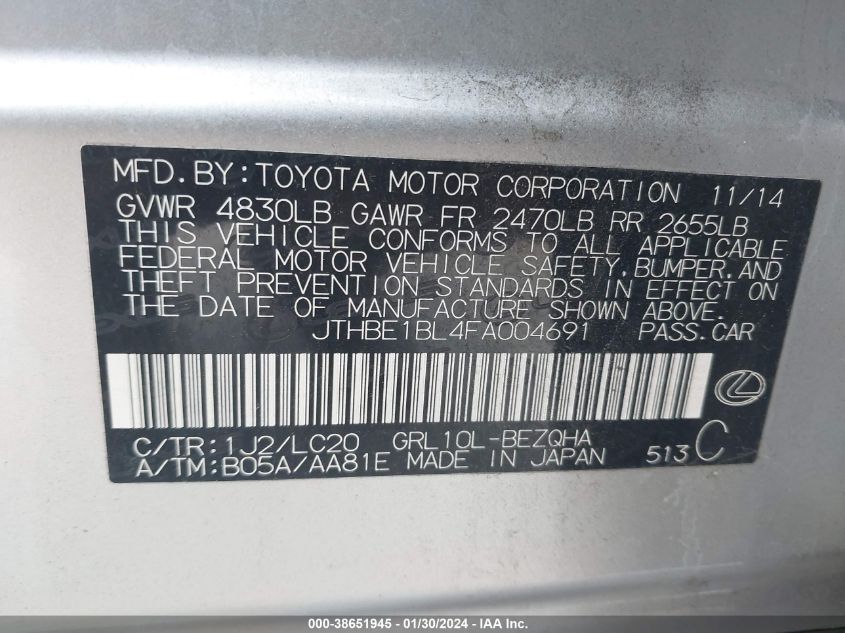 MFD. BY: TOYOTA MOTOR CORPORATION 11/14
GVWR 4830LB GAWR FR 2470LB RR 2655LB
THIS VEHICLE CONFORMS TO ALL APPLICABLE
FEDERAL MOTOR VEHICLE SAFETY, BUMPER, AND
THEFT PREVENTION STANDARDS IN EFFECT ON
THE DATE OF MANUFACTURE SHOWN ABOVE.
JTHBE1BL4FA004691 PASS. CAR
C/TR: 1J2/LC20 GRL10L-BEZQHA
A/TM: B05A/AA81E MADE IN JAPAN 513 C
000-38651945 - 01/30/2024 - IAA Inc.